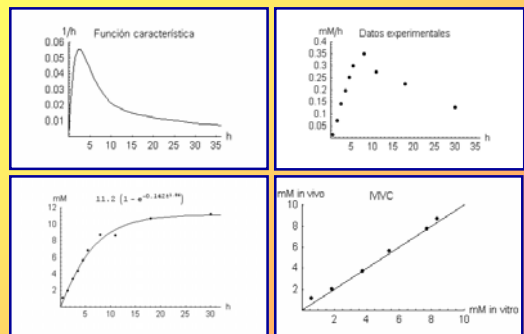 1/h Función característica
0.06
0.05
0.04
0.03
0.02
0.01
5 10 15 20 25 30 35 h
mM/h Datos experimentales
0.4
0.35
0.3
0.25
0.2
0.15
0.1
0.05
5 10 15 20 25 30 35 h
mM
12
10
8
6
4
2
5 10 15 20 25 30 h
mM in vivo IVIVC
10
8
6
4
2
2 4 6 8 10
mM in vitro